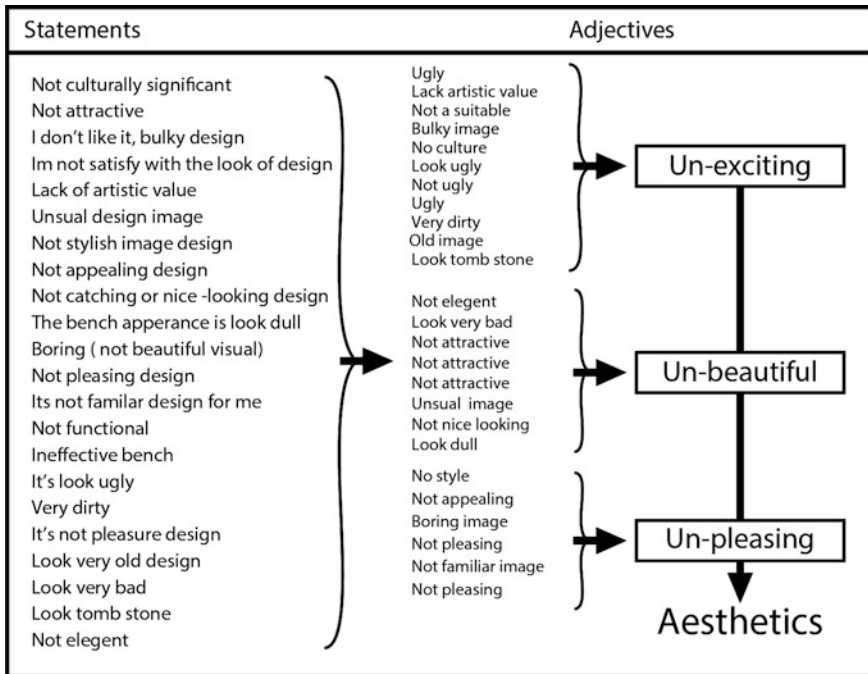 Statements
Adjectives
Not culturally significant
Not attractive
I don't like it, bulky design
Im not satisfy with the look of design
Lack of artistic value
Unsual design image
Not stylish image design
Not appealing design
Not catching or nice -looking design
The bench apperance is look dull
Boring ( not beautiful visual)
Not pleasing design
Its not familar design for me
Not functional
Ineffective bench
It's look ugly
Very dirty
It's not pleasure design
Look very old design
Look very bad
Look tomb stone
Not elegent
Ugly
Lack artistic value
Not a suitable
Bulky image
No culture
Look ugly
Not ugly
Ugly
Very dirty
Old image
Look tomb stone
Un-exciting
Not elegent
Look very bad
Not attractive
Not attractive
Not attractive
Unsual image
Not nice looking
Look dull
Un-beautiful
No style
Not appealing
Boring image
Not pleasing
Not familiar image
Not pleasing
Un-pleasing
Aesthetics